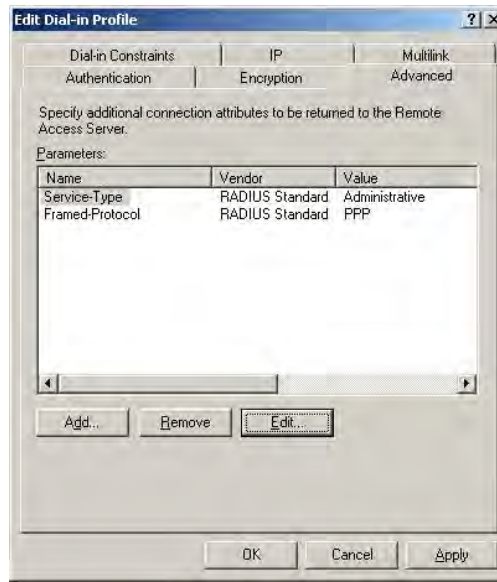 Edit Dial-in Profile
Dial-in Constraints IP Multilink
Authentication Encryption Advanced
Specify additional connection attributes to be returned to the Remote
Access Server.
Parameters:
Name Vendor Value
Service-Type RADIUS Standard Administrative
Framed-Protocol RADIUS Standard PPP
Add... Remove Edit...
OK Cancel Apply